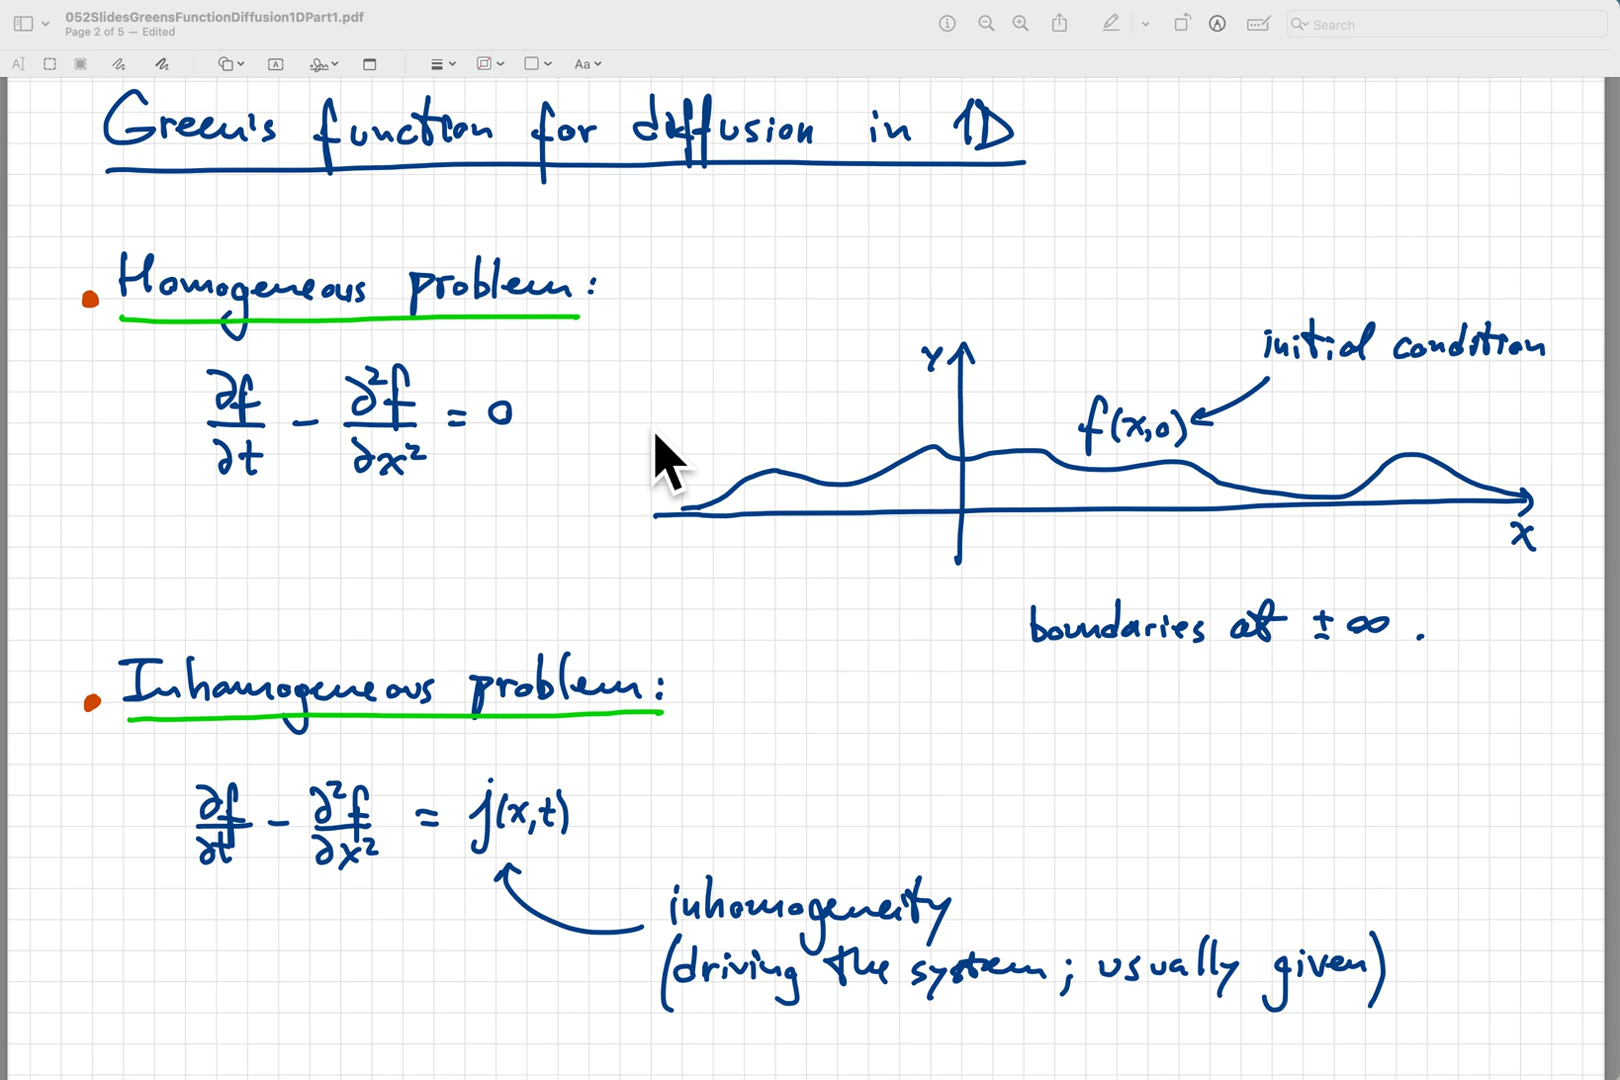 052SlidesGreensFunctionDiffusion1DPart1.pdf
Page 2 of 5 — Edited
Search
Aa
Green's function for diffusion in 1D
Homogeneous problem:
∂f/∂t - ∂²f/∂x² = 0
initial condition
y
f(x,0)
x
boundaries at ± ∞ .
Inhomogeneous problem:
∂f/∂t - ∂²f/∂x² = j(x,t)
inhomogeneity
(driving the system; usually given)